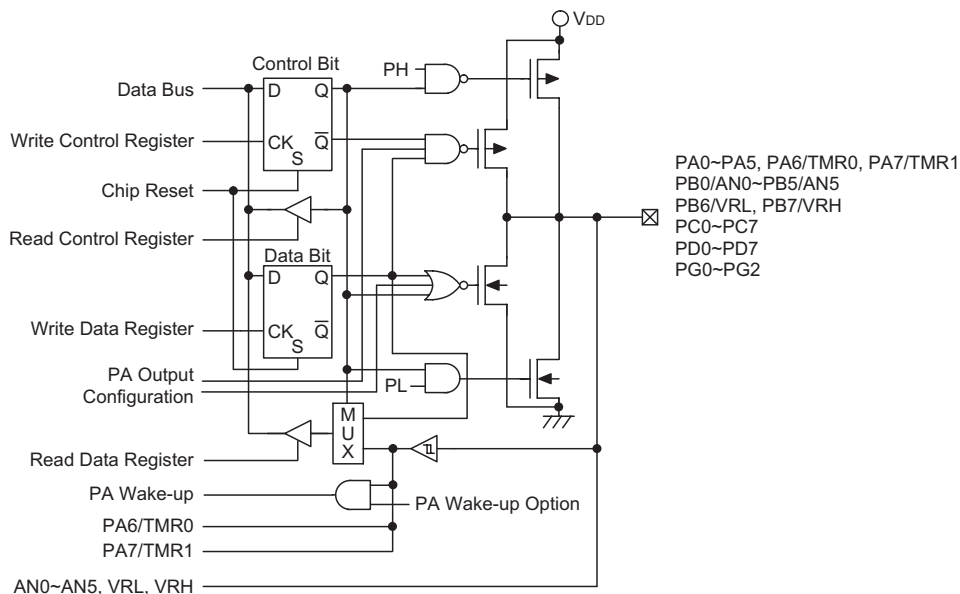 VDD
Control Bit
PH
Data Bus
D Q
Write Control Register
CK Q
S
Chip Reset
Read Control Register
Data Bit
D Q
Write Data Register
CK Q
S
PA Output
Configuration
PL
MUX
Read Data Register
PA Wake-up
PA Wake-up Option
PA6/TMR0
PA7/TMR1
AN0~AN5, VRL, VRH
PA0~PA5, PA6/TMR0, PA7/TMR1
PB0/AN0~PB5/AN5
PB6/VRL, PB7/VRH
PC0~PC7
PD0~PD7
PG0~PG2